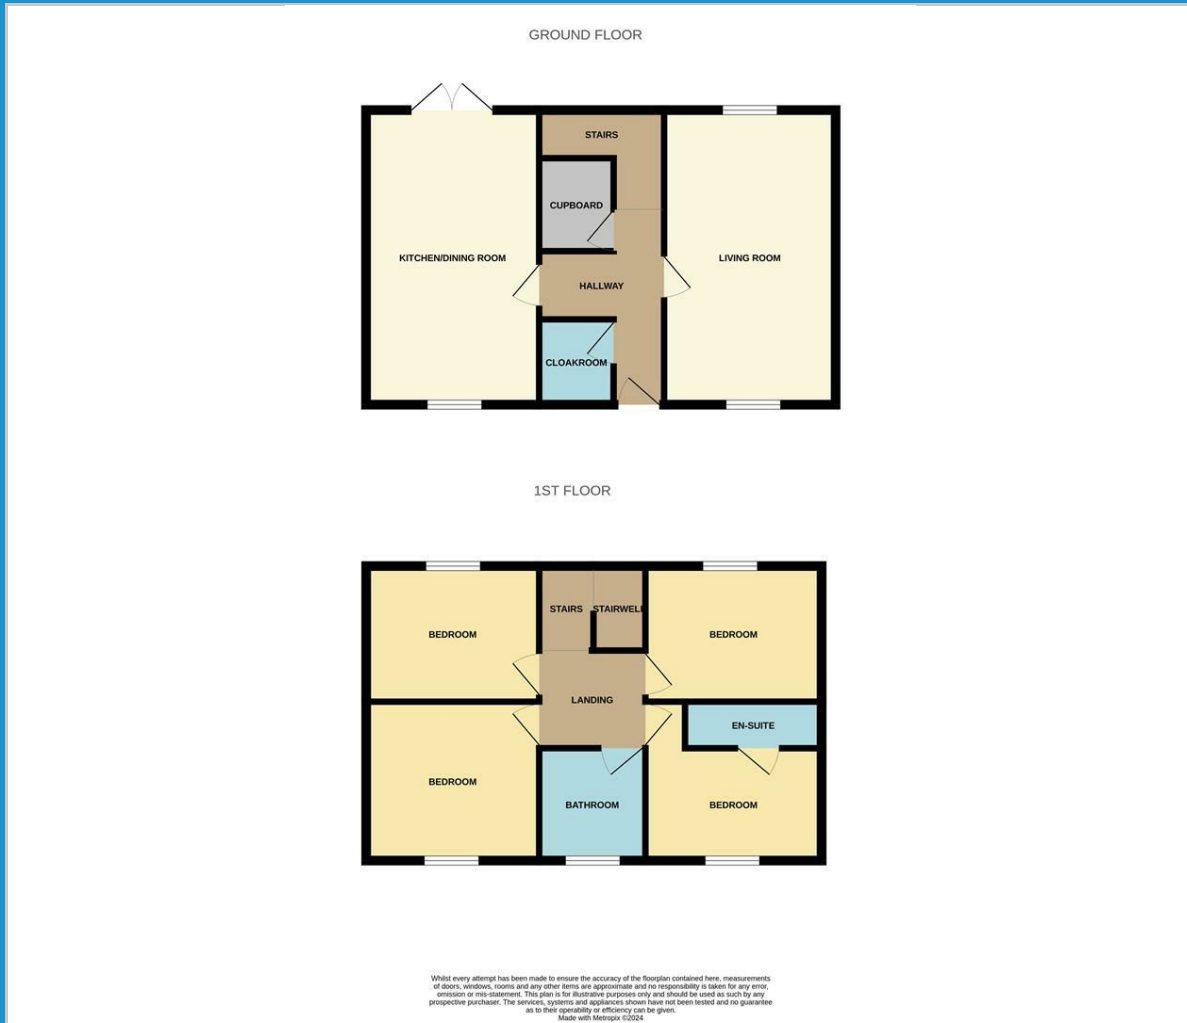 GROUND FLOOR
STAIRS
CUPBOARD
KITCHEN/DINING ROOM
LIVING ROOM
HALLWAY
CLOAKROOM
1ST FLOOR
STAIRS
STAIRWELL
BEDROOM
BEDROOM
LANDING
EN-SUITE
BEDROOM
BATHROOM
BEDROOM
Whilst every attempt has been made to ensure the accuracy of the floorplan contained here, measurements
of doors, windows, rooms and any other items are approximate and no responsibility is taken for any error,
omission or mis-statement. This plan is for illustrative purposes only and should be used as such by any
prospective purchaser. The services, systems and appliances shown have not been tested and no guarantee
as to their operability or efficiency can be given.
Made with Metropix ©2024